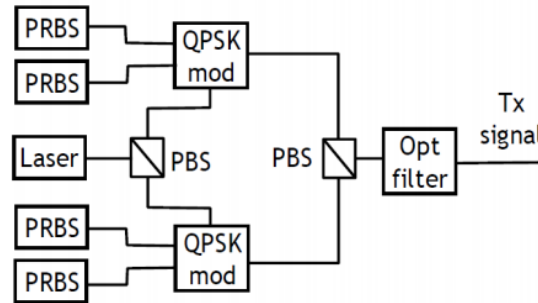 PRBS
PRBS
QPSK
mod
Laser
PBS
PBS
Opt
filter
Tx
signal
PRBS
PRBS
QPSK
mod